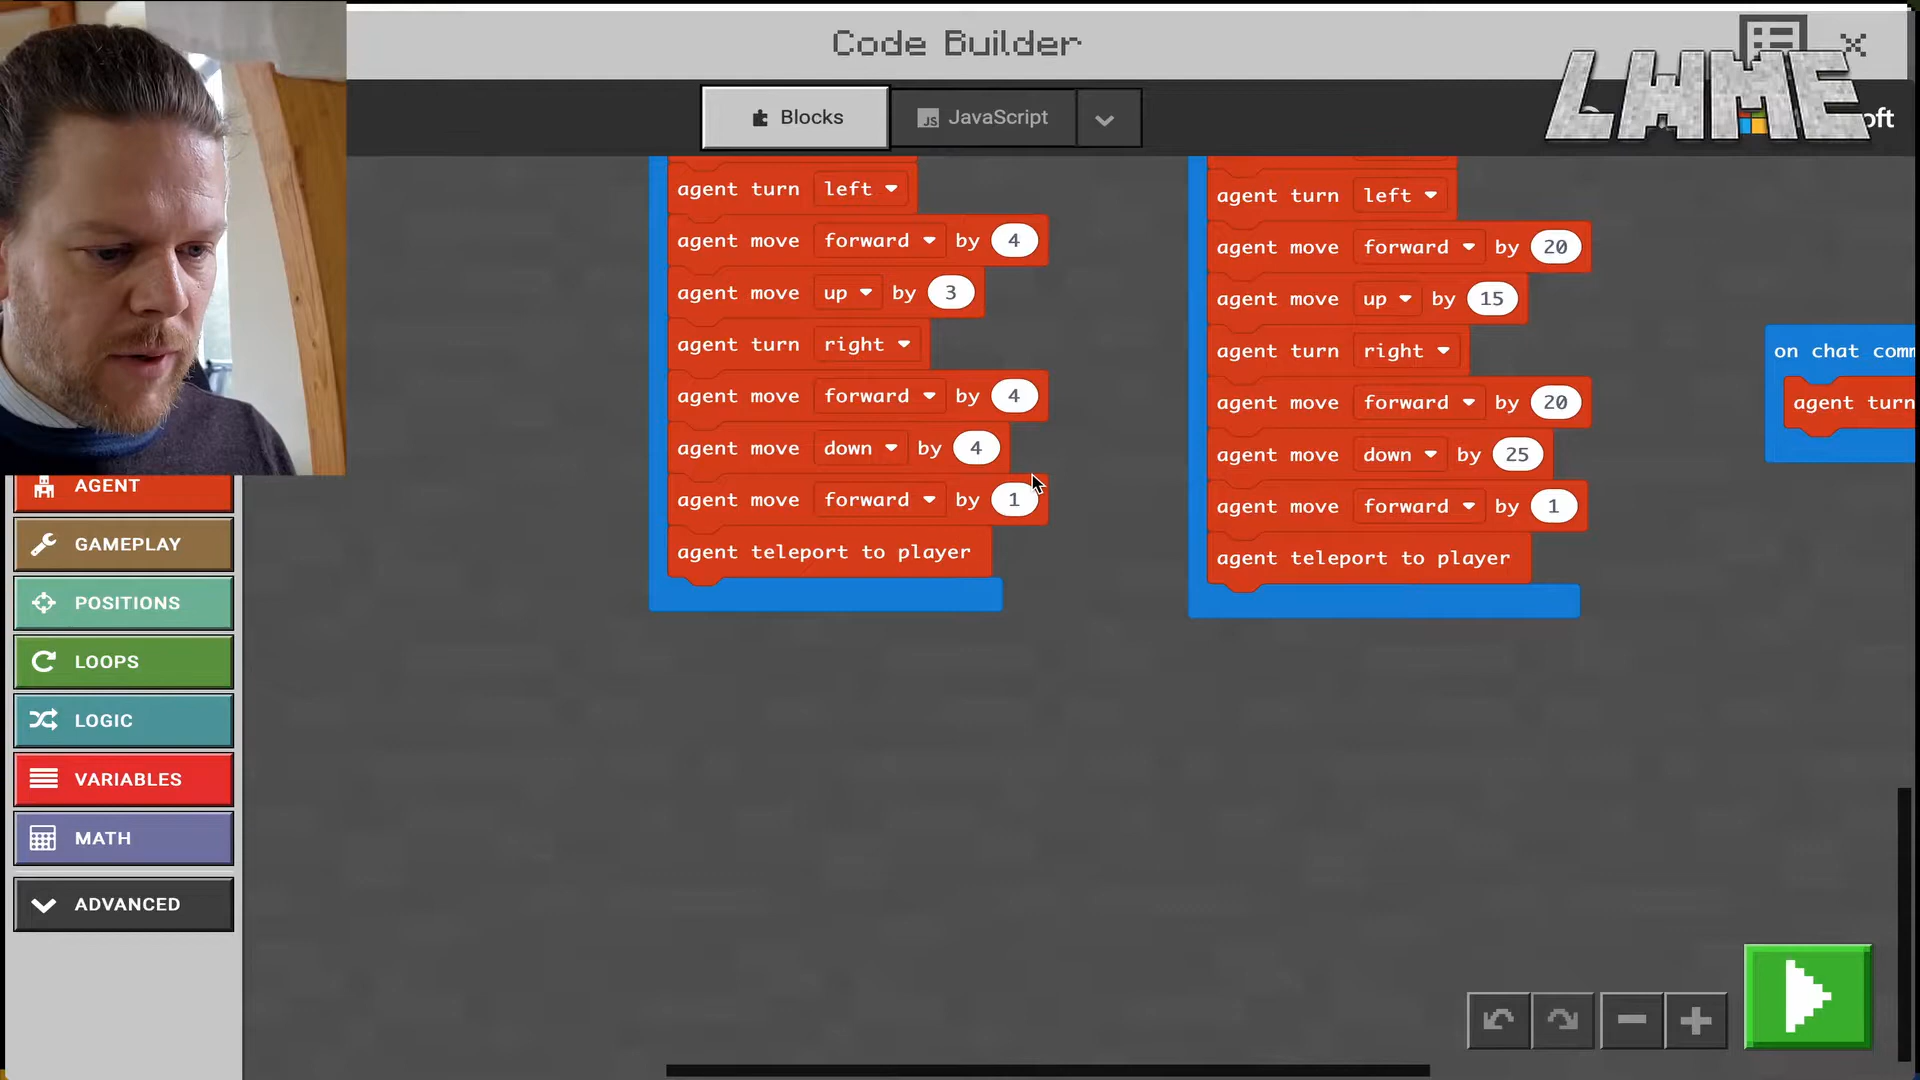 Code Builder
Blocks
JS JavaScript
LWME
oft
agent turn left
agent move forward by 4
agent move up by 3
agent turn right
agent move forward by 4
agent move down by 4
agent move forward by 1
agent teleport to player
agent turn left
agent move forward by 20
agent move up by 15
agent turn right
agent move forward by 20
agent move down by 25
agent move forward by 1
agent teleport to player
on chat comm
agent turn
AGENT
GAMEPLAY
POSITIONS
LOOPS
LOGIC
VARIABLES
MATH
ADVANCED